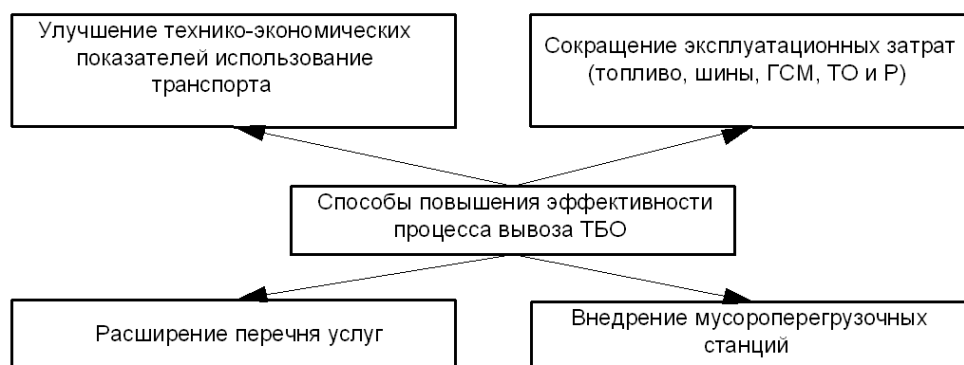 Улучшение технико-экономических
показателей использование
транспорта
Сокращение эксплуатационных затрат
(топливо, шины, ГСМ, ТО и Р)
Способы повышения эффективности
процесса вывоза ТБО
Расширение перечня услуг
Внедрение мусороперегрузочных
станций